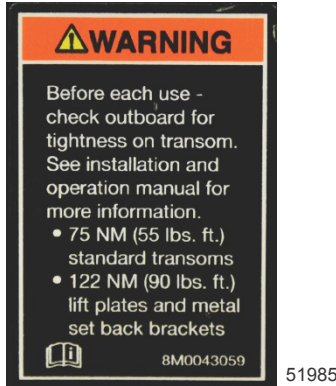 WARNING
Before each use -
check outboard for
tightness on transom.
See installation and
operation manual for
more information.
• 75 NM (55 lbs. ft.)
standard transoms
• 122 NM (90 lbs. ft.)
lift plates and metal
set back brackets
8M0043059
51985